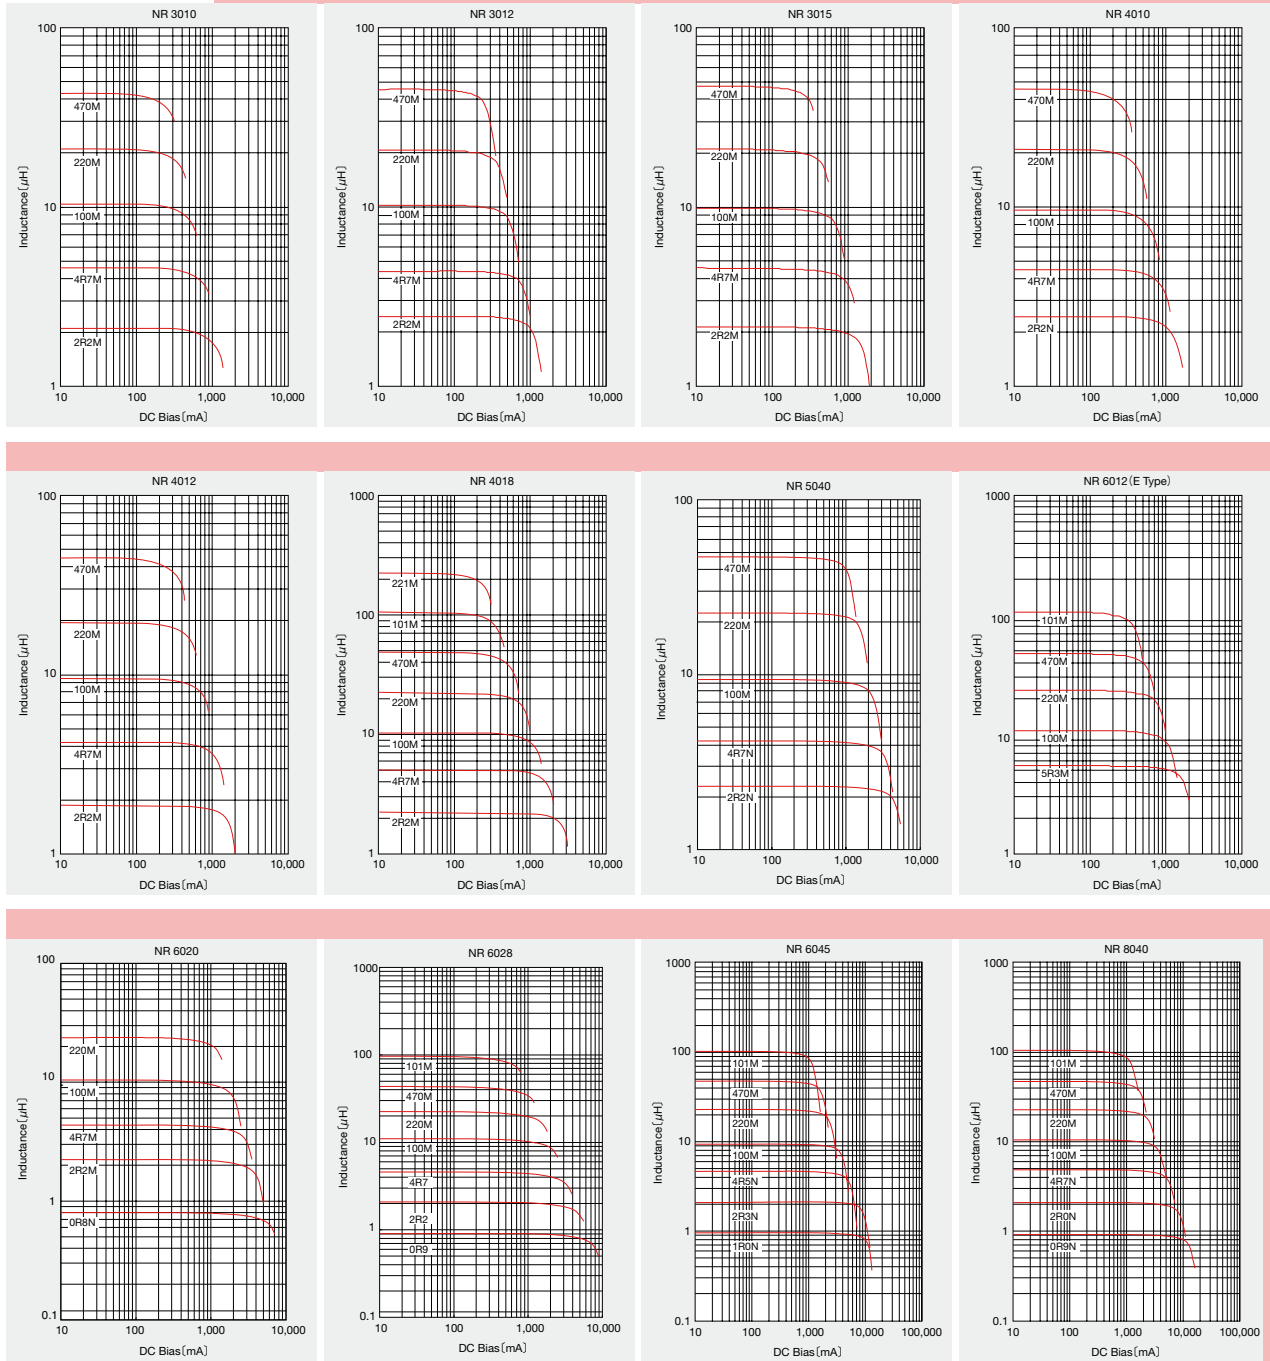 NR 3010
100
10
1
Inductance〔μH〕
470M
220M
100M
4R7M
2R2M
10
100
1,000
10,000
DC Bias〔mA〕
NR 3012
100
10
1
Inductance〔μH〕
470M
220M
100M
4R7M
2R2M
10
100
1,000
10,000
DC Bias〔mA〕
NR 3015
100
10
1
Inductance〔μH〕
470M
220M
100M
4R7M
2R2M
10
100
1,000
10,000
DC Bias〔mA〕
NR 4010
100
10
1
Inductance〔μH〕
470M
220M
100M
4R7M
2R2N
10
100
1,000
10,000
DC Bias〔mA〕
NR 4012
100
10
1
Inductance〔μH〕
470M
220M
100M
4R7M
2R2M
10
100
1,000
10,000
DC Bias〔mA〕
NR 4018
1000
100
10
1
Inductance〔μH〕
221M
101M
470M
220M
100M
4R7M
2R2M
10
100
1,000
10,000
DC Bias〔mA〕
NR 5040
100
10
1
Inductance〔μH〕
470M
220M
100M
4R7N
2R2N
10
100
1,000
10,000
DC Bias〔mA〕
NR 6012（E Type）
1000
100
10
1
Inductance〔μH〕
101M
470M
220M
100M
5R3M
10
100
1,000
10,000
DC Bias〔mA〕
NR 6020
100
10
1
0.1
Inductance〔μH〕
220M
100M
4R7M
2R2M
0R8N
10
100
1,000
10,000
DC Bias〔mA〕
NR 6028
1000
100
10
1
0.1
Inductance〔μH〕
101M
470M
220M
100M
4R7
2R2
0R9
10
100
1,000
10,000
DC Bias〔mA〕
NR 6045
1000
100
10
1
0.1
Inductance〔μH〕
101M
470M
220M
100M
4R5N
2R3N
1R0N
10
100
1,000
10,000
100,000
DC Bias〔mA〕
NR 8040
1000
100
10
1
0.1
Inductance〔μH〕
101M
470M
220M
100M
4R7N
2R0N
0R9N
10
100
1,000
10,000
100,000
DC Bias〔mA〕